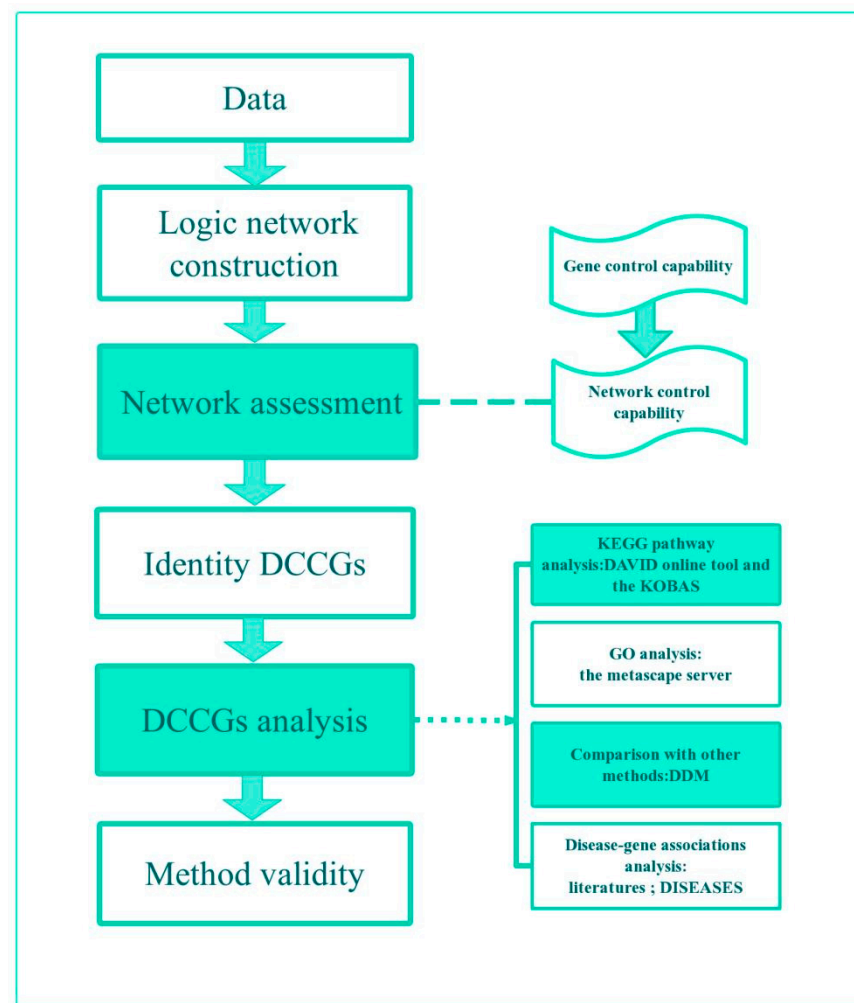 Data
Logic network
construction
Gene control capability
Network assessment
Network control
capability
Identity DCCGs
KEGG pathway
analysis:DAVID online tool and
the KOBAS
GO analysis:
the metascape server
DCCGs analysis
Comparison with other
methods:DDM
Method validity
Disease-gene associations
analysis:
literatures ; DISEASES